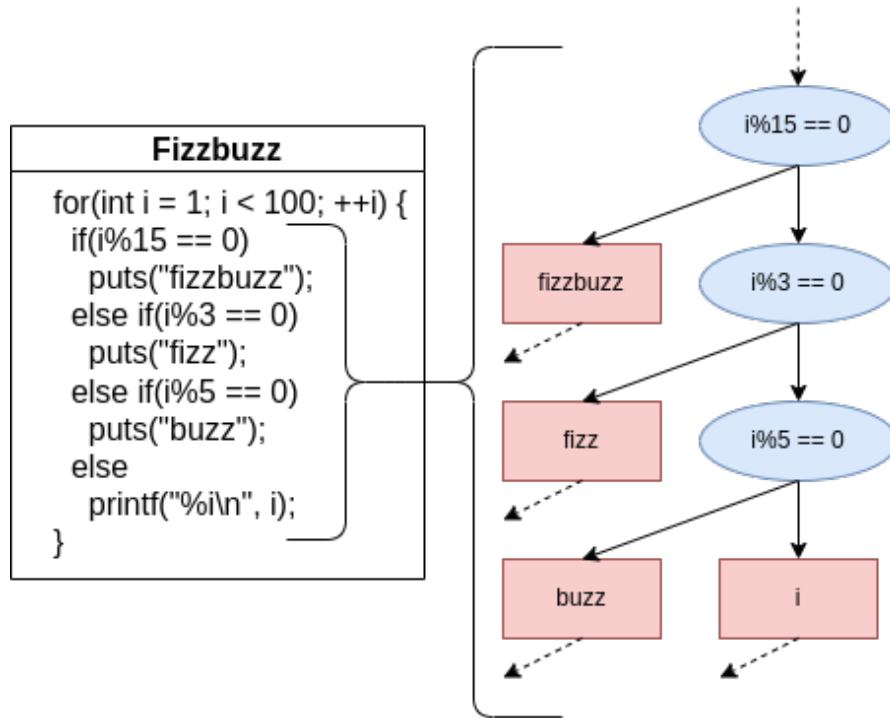 Fizzbuzz
for(int i = 1; i < 100; ++i) {
if(i%15 == 0)
puts("fizzbuzz");
else if(i%3 == 0)
puts("fizz");
else if(i%5 == 0)
puts("buzz");
else
printf("%i\n", i);
}
i%15 == 0
fizzbuzz
i%3 == 0
fizz
i%5 == 0
buzz
i